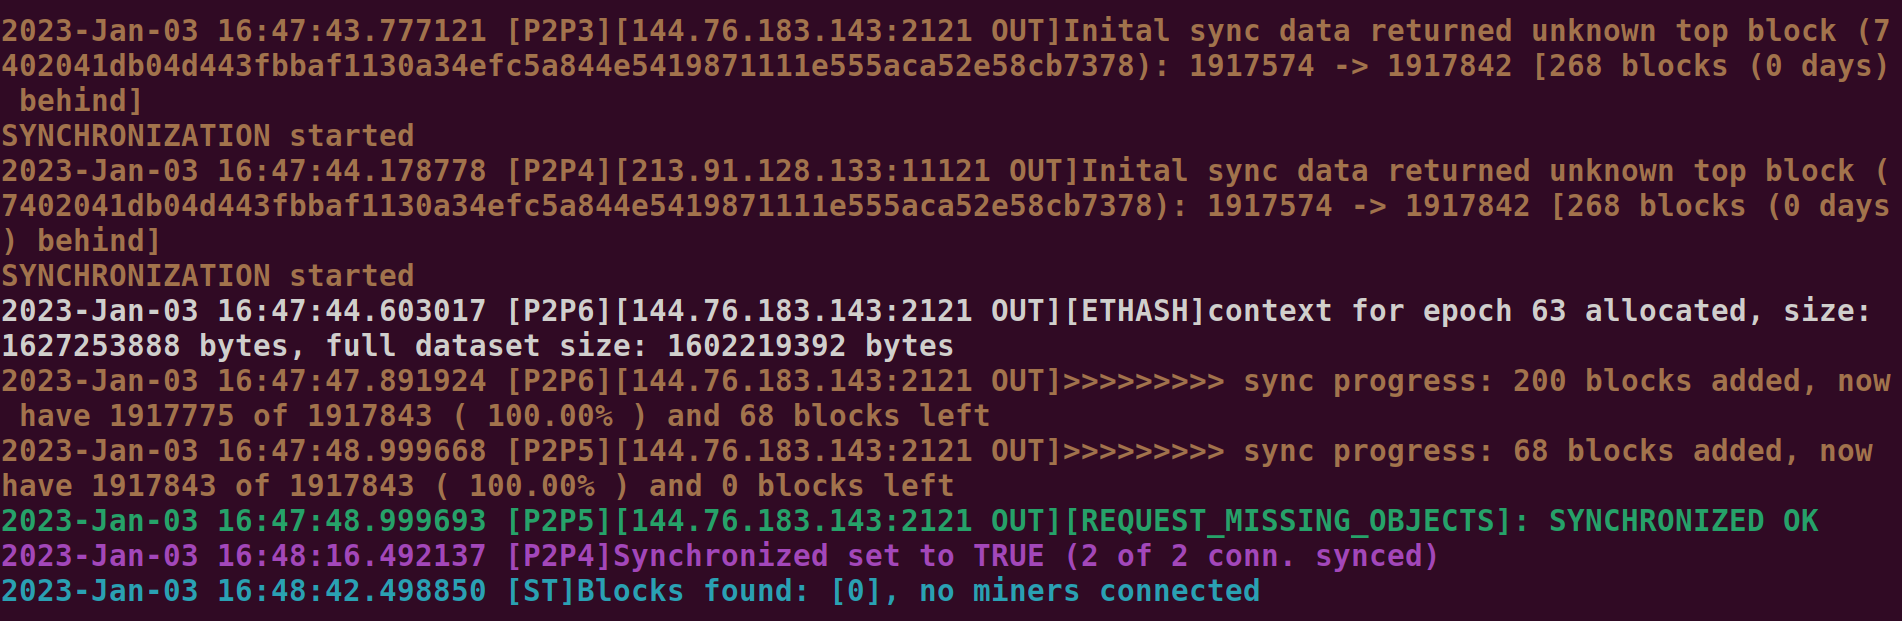 2023-Jan-03 16:47:43.777121 [P2P3][144.76.183.143:2121 OUT]Inital sync data returned unknown top block (7
402041db04d443fbbaf1130a34efc5a844e5419871111e555aca52e58cb7378): 1917574 -> 1917842 [268 blocks (0 days)
 behind]
SYNCHRONIZATION started
2023-Jan-03 16:47:44.178778 [P2P4][213.91.128.133:11121 OUT]Inital sync data returned unknown top block (
7402041db04d443fbbaf1130a34efc5a844e5419871111e555aca52e58cb7378): 1917574 -> 1917842 [268 blocks (0 days
) behind]
SYNCHRONIZATION started
2023-Jan-03 16:47:44.603017 [P2P6][144.76.183.143:2121 OUT][ETHASH]context for epoch 63 allocated, size:
1627253888 bytes, full dataset size: 1602219392 bytes
2023-Jan-03 16:47:47.891924 [P2P6][144.76.183.143:2121 OUT]>>>>>>>>> sync progress: 200 blocks added, now
 have 1917775 of 1917843 ( 100.00% ) and 68 blocks left
2023-Jan-03 16:47:48.999668 [P2P5][144.76.183.143:2121 OUT]>>>>>>>>> sync progress: 68 blocks added, now
have 1917843 of 1917843 ( 100.00% ) and 0 blocks left
2023-Jan-03 16:47:48.999693 [P2P5][144.76.183.143:2121 OUT][REQUEST_MISSING_OBJECTS]: SYNCHRONIZED OK
2023-Jan-03 16:48:16.492137 [P2P4]Synchronized set to TRUE (2 of 2 conn. synced)
2023-Jan-03 16:48:42.498850 [ST]Blocks found: [0], no miners connected